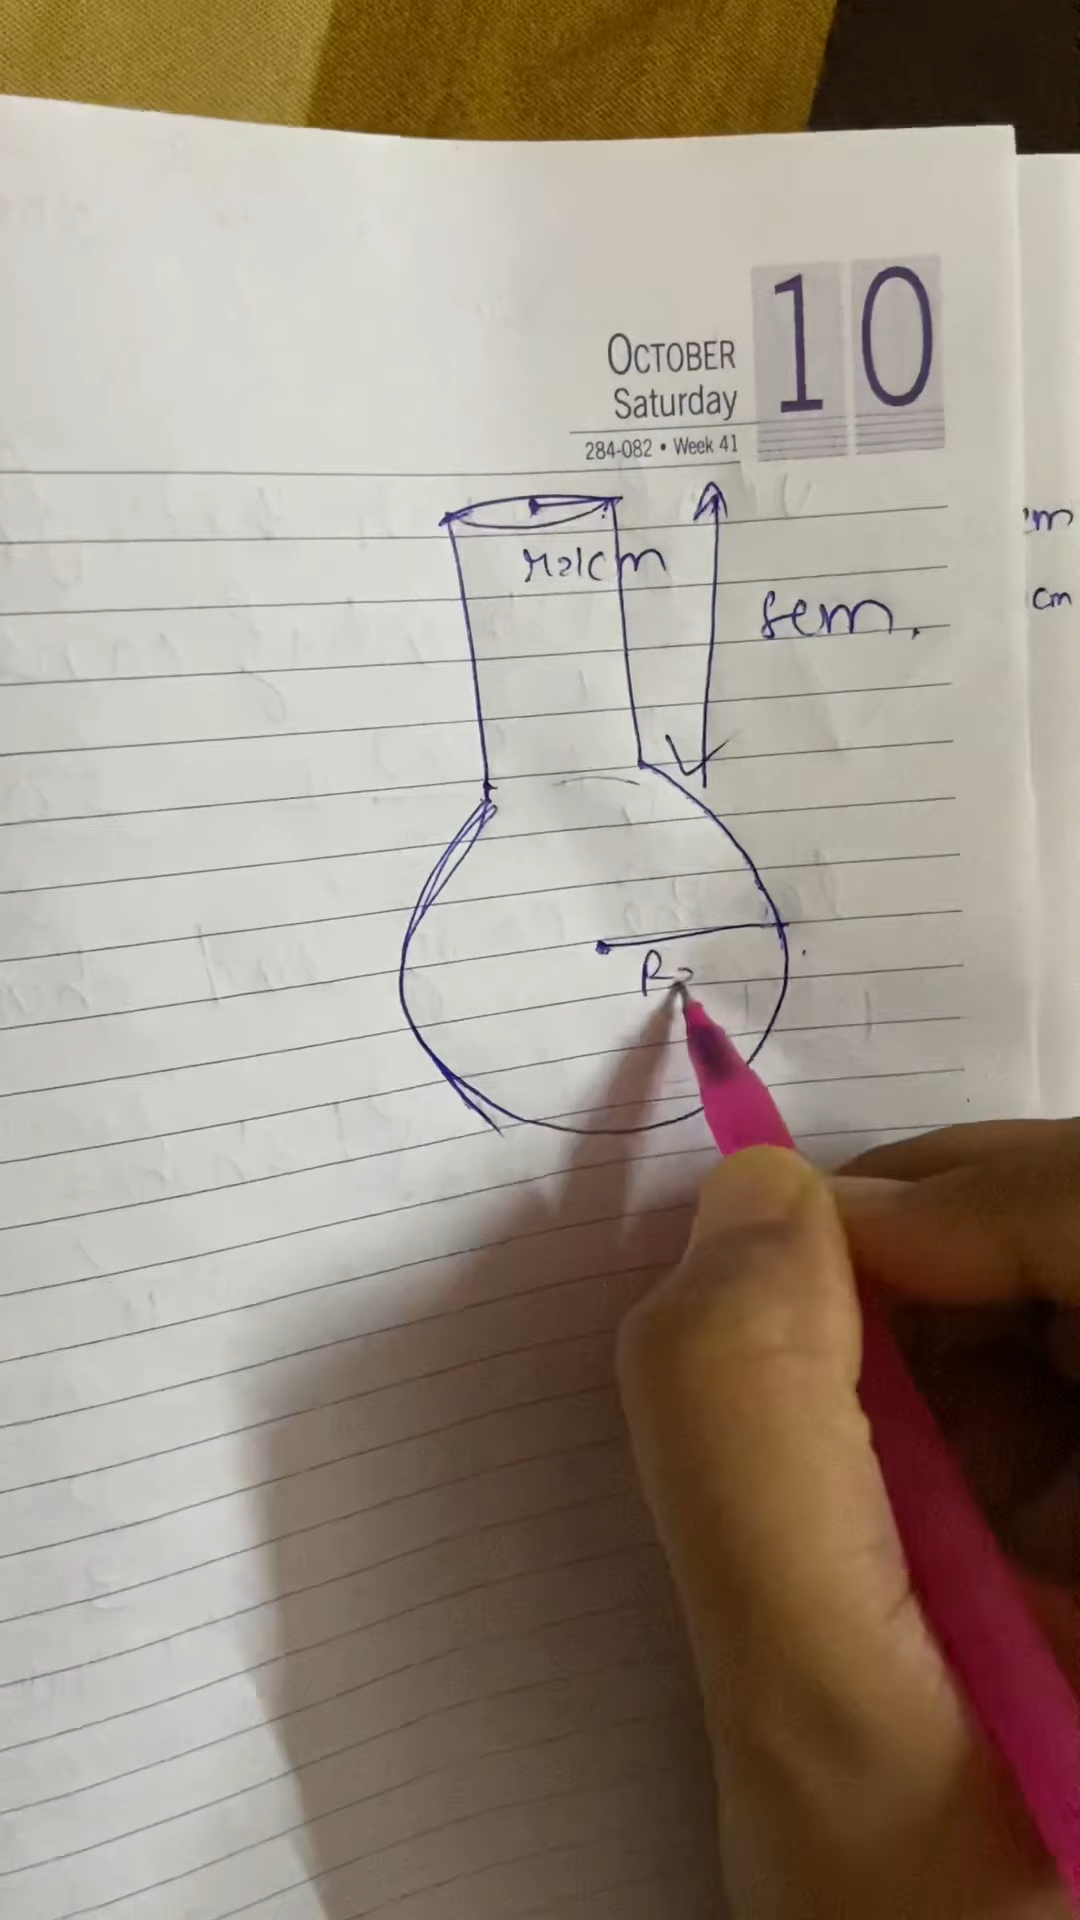 10
OCTOBER
Saturday
284-082 • Week 41
r=1cm
8cm.
cm
R=